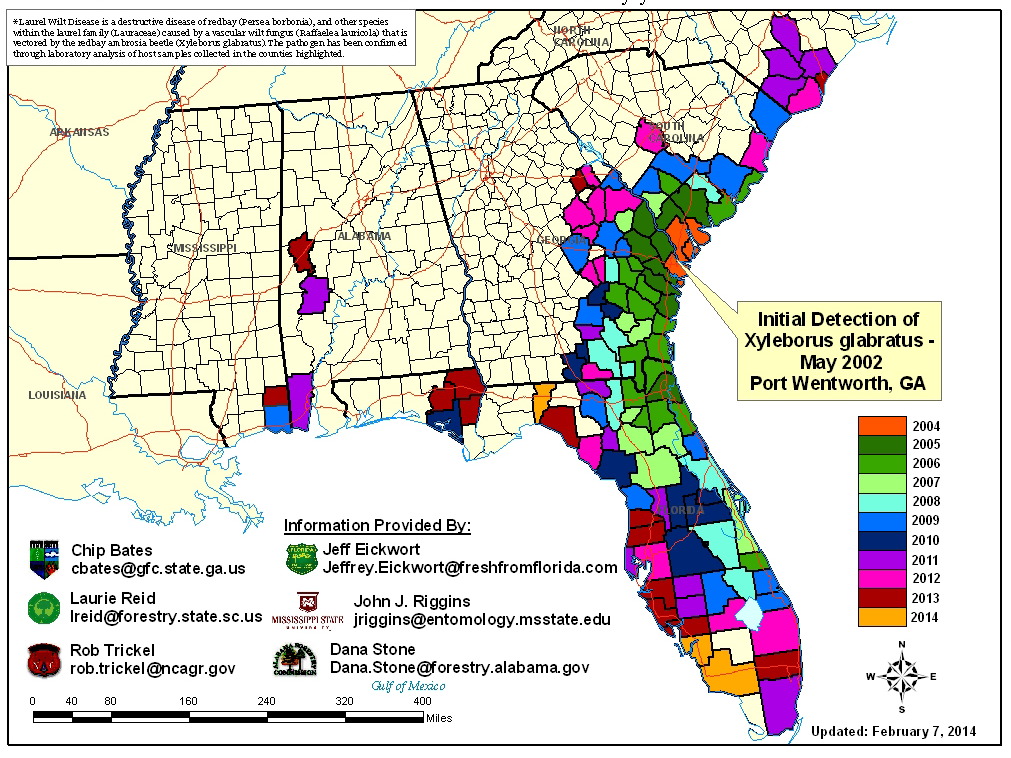 *Laurel Wilt Disease is a destructive disease of redbay (Persea borbonia), and other species
within the laurel family (Lauraceae) caused by a vascular wilt fungus (Raffaelea lauricola) that is
vectored by the redbay ambrosia beetle (Xyleborus glabratus). The pathogen has been confirmed
through laboratory analysis of host samples collected in the counties highlighted.
NORTH
CAROLINA
ARKANSAS
SOUTH
CAROLINA
MISSISSIPPI
ALABAMA
GEORGIA
LOUISIANA
FLORIDA
Initial Detection of
Xyleborus glabratus -
May 2002
Port Wentworth, GA
2004
2005
2006
2007
2008
2009
2010
2011
2012
2013
2014
Information Provided By:
Chip Bates
cbates@gfc.state.ga.us
Jeff Eickwort
Jeffrey.Eickwort@freshfromflorida.com
Laurie Reid
lreid@forestry.state.sc.us
MISSISSIPPI STATE
UNIVERSITY
John J. Riggins
jriggins@entomology.msstate.edu
Rob Trickel
rob.trickel@ncagr.gov
COMMISSION
Dana Stone
Dana.Stone@forestry.alabama.gov
Gulf of Mexico
0 40 80 160 240 320 400
Miles
N
W E
S
Updated: February 7, 2014